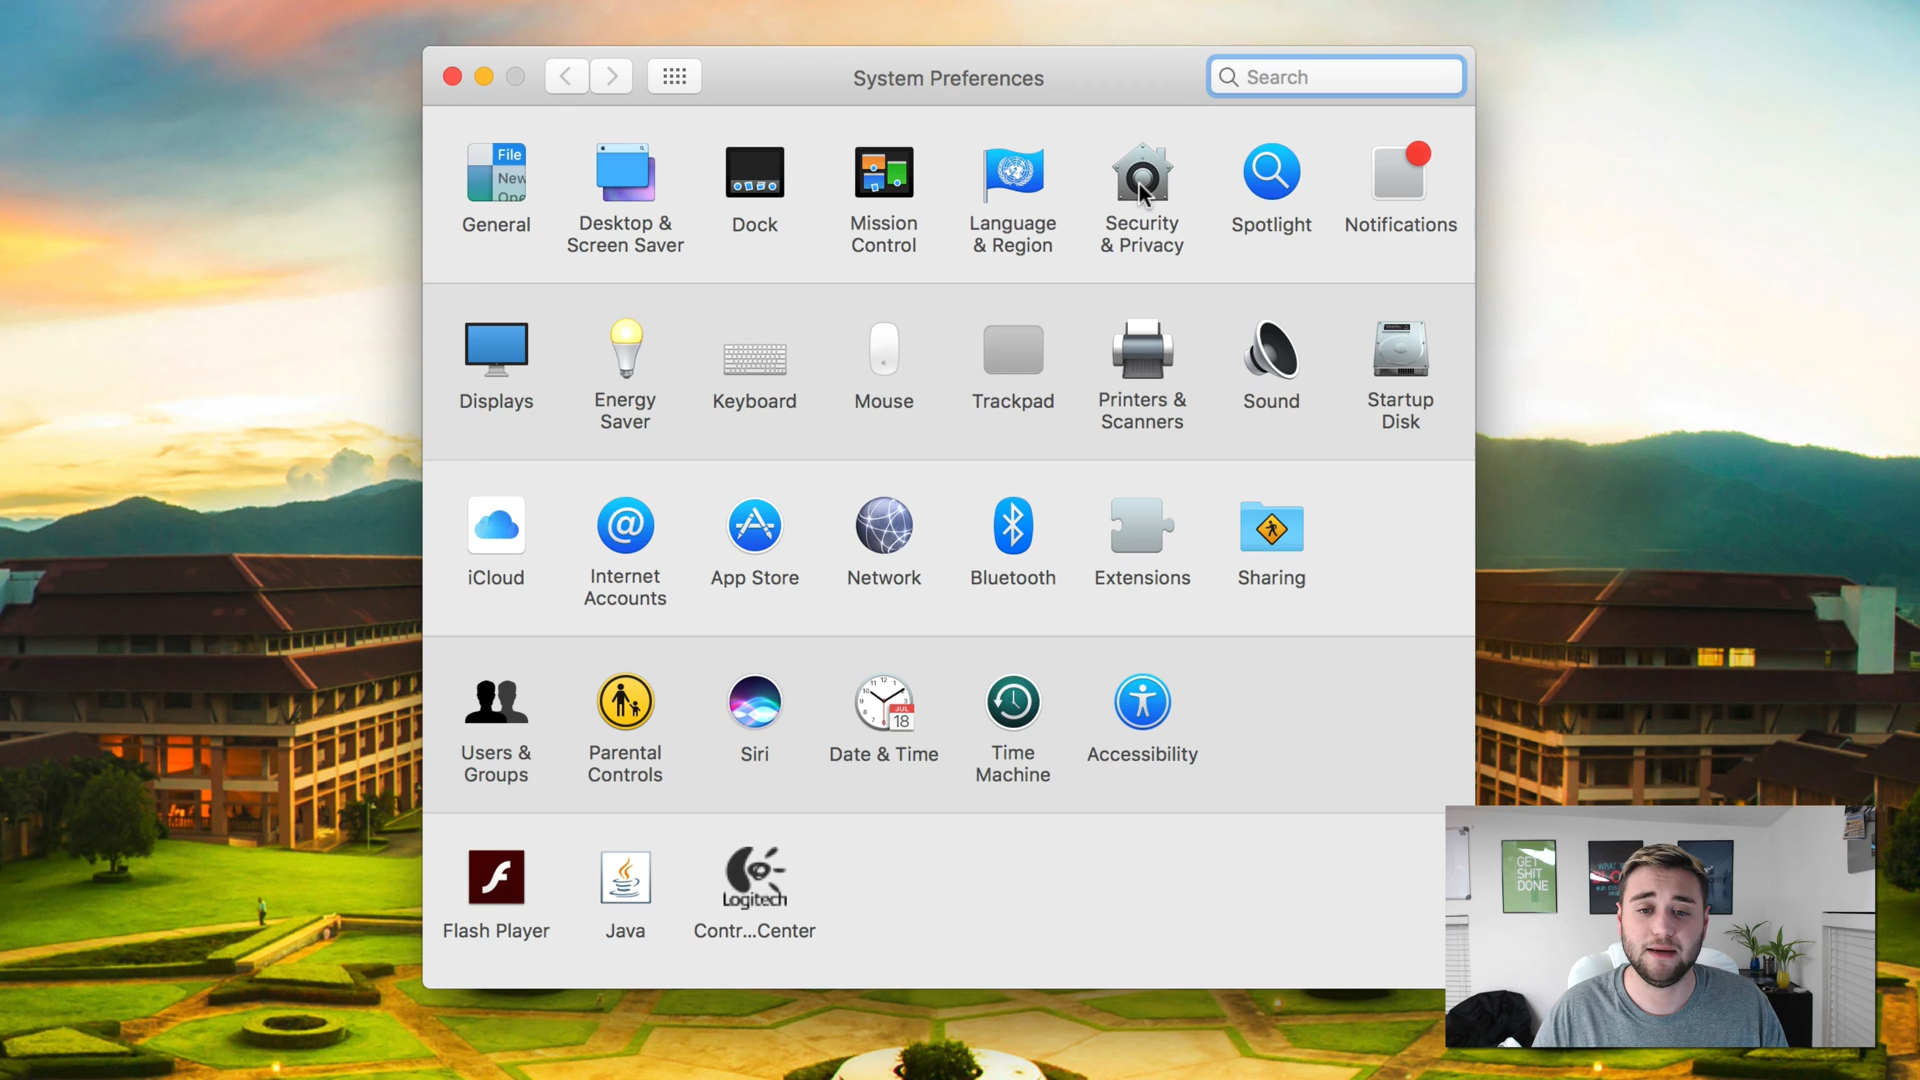 System Preferences
Search
File
New
Ope
General
Desktop &
Screen Saver
Dock
Mission
Control
Language
& Region
Security
& Privacy
Spotlight
Notifications
Displays
Energy
Saver
Keyboard
Mouse
Trackpad
Printers &
Scanners
Sound
Startup
Disk
iCloud
Internet
Accounts
App Store
Network
Bluetooth
Extensions
Sharing
JUL
18
Users &
Groups
Parental
Controls
Siri
Date & Time
Time
Machine
Accessibility
Logitech
Flash Player
Java
Contr...Center
GET
SHIT
DONE